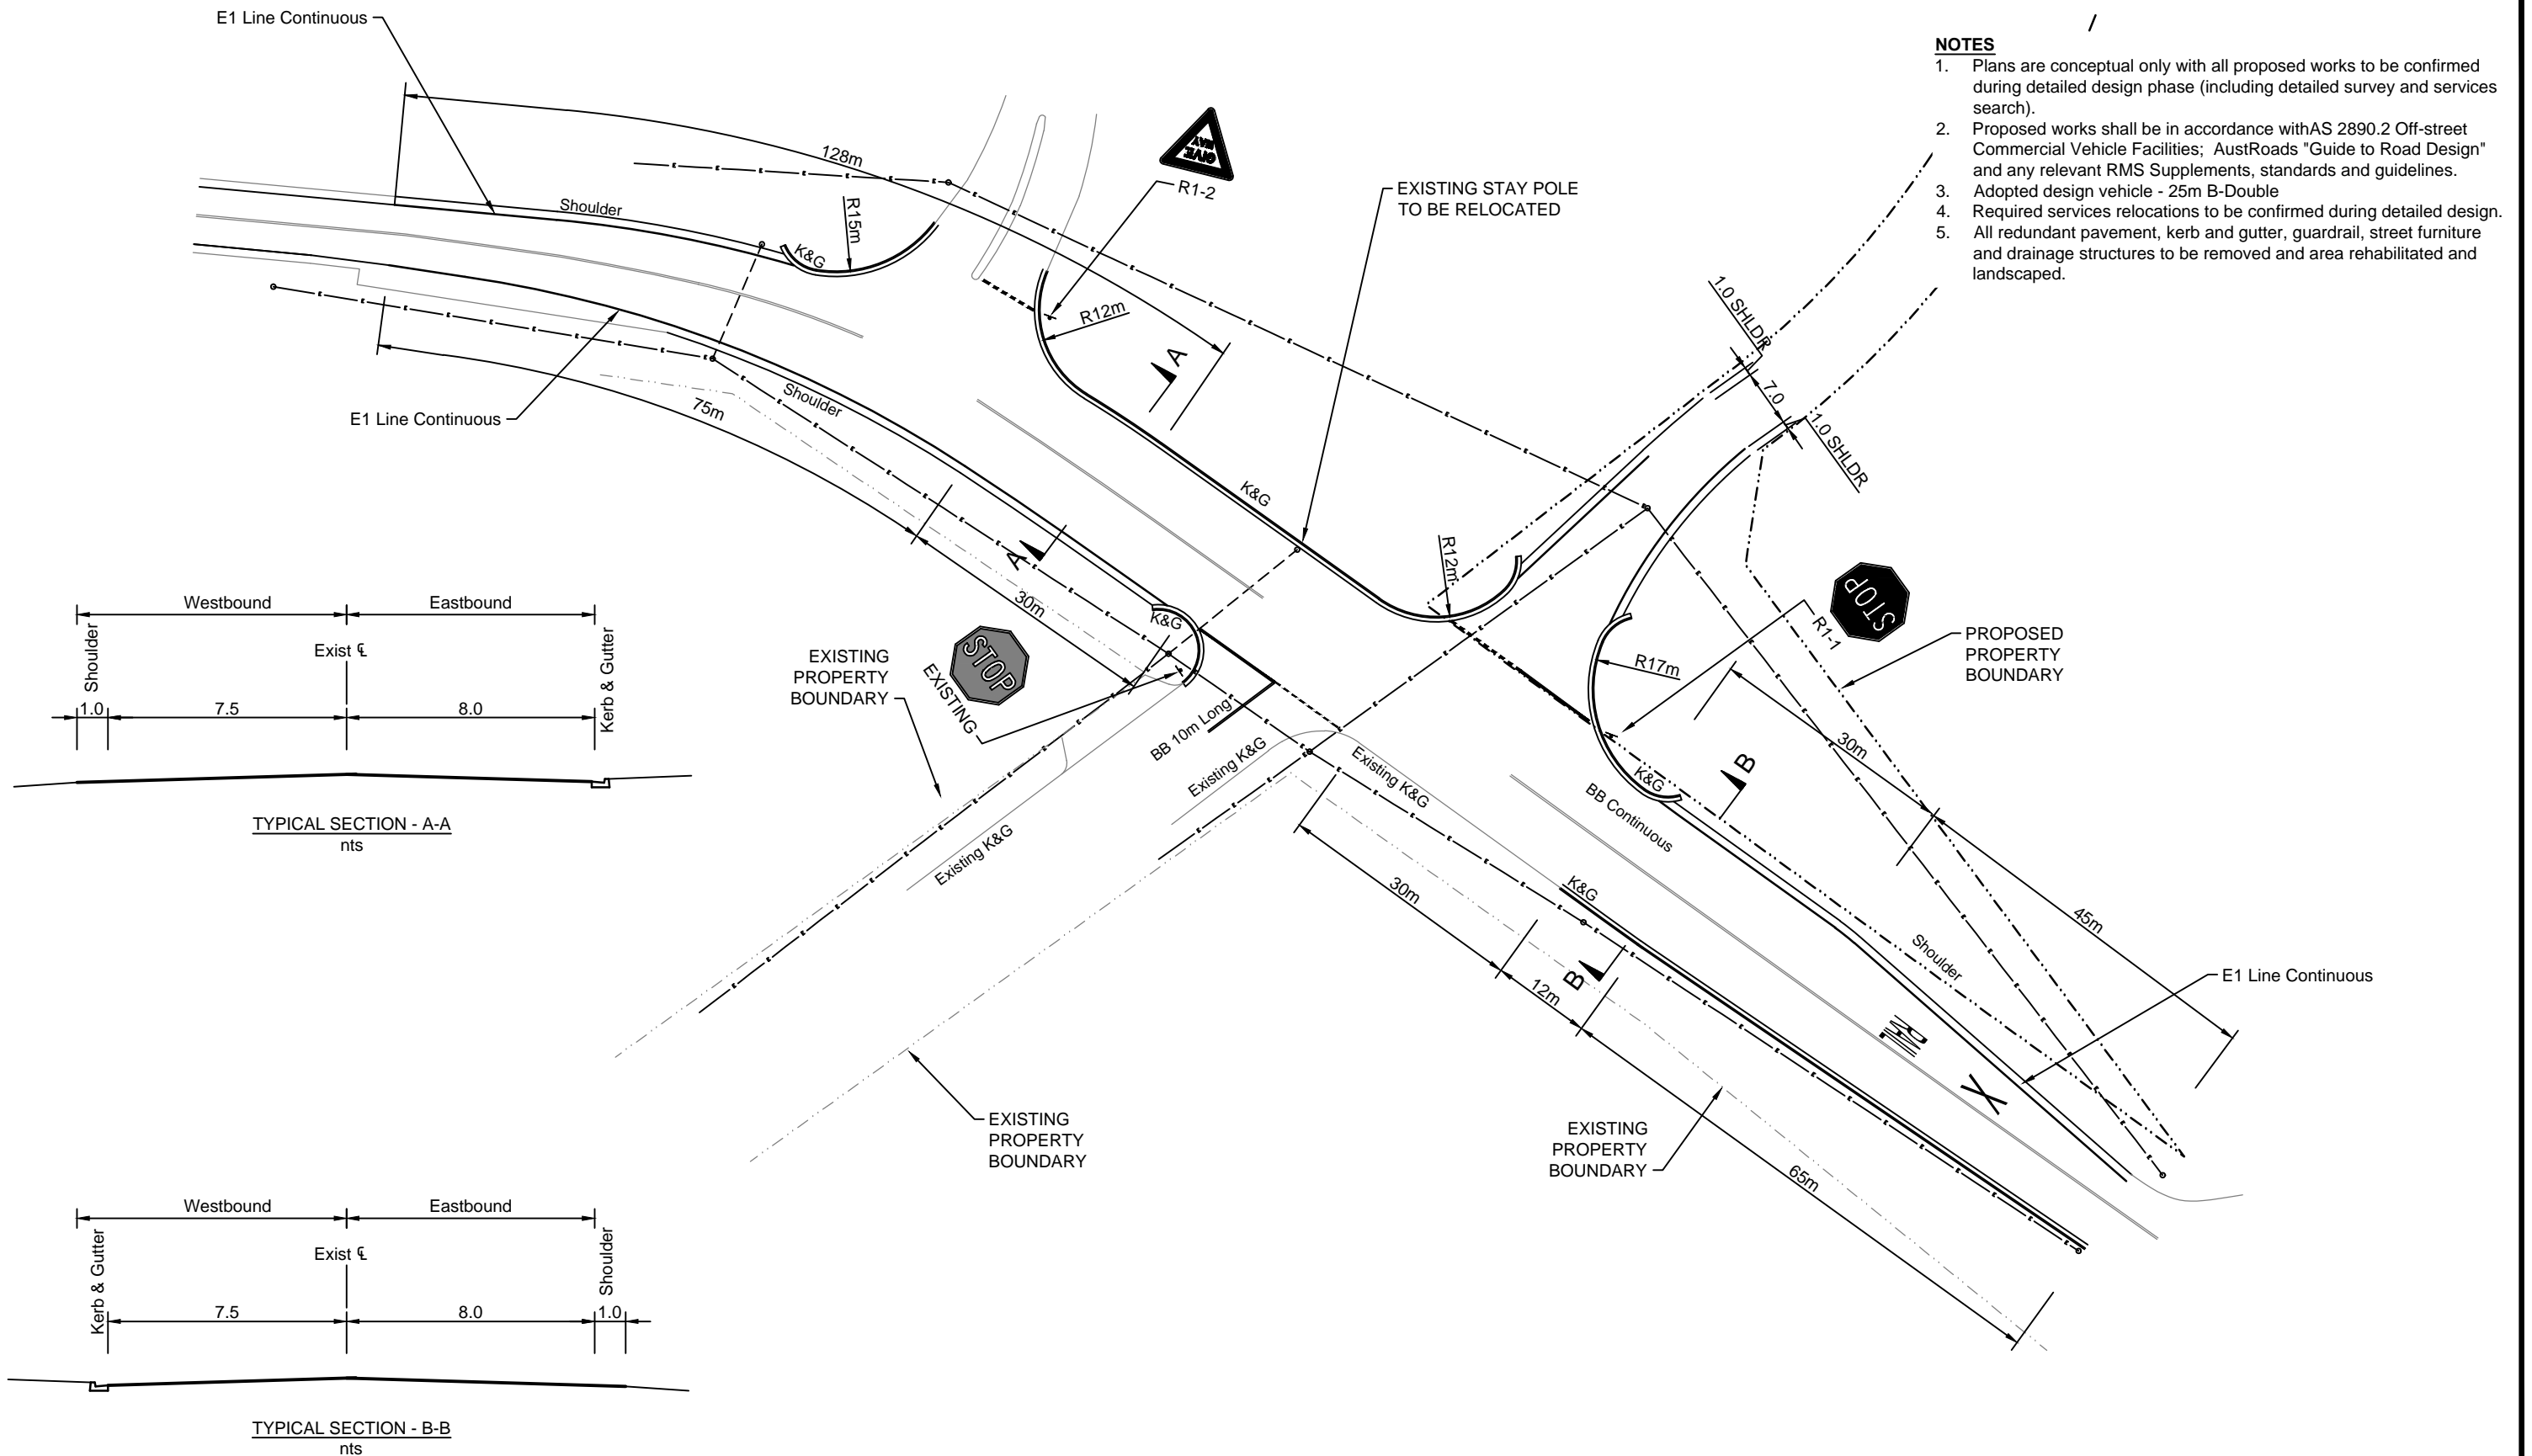 E1 Line Continuous
NOTES
1. Plans are conceptual only with all proposed works to be confirmed
during detailed design phase (including detailed survey and services
search).
2. Proposed works shall be in accordance withAS 2890.2 Off-street
Commercial Vehicle Facilities; AustRoads "Guide to Road Design"
and any relevant RMS Supplements, standards and guidelines.
3. Adopted design vehicle - 25m B-Double
4. Required services relocations to be confirmed during detailed design.
5. All redundant pavement, kerb and gutter, guardrail, street furniture
and drainage structures to be removed and area rehabilitated and
landscaped.
128m
GIVE
WAY
R1-2
EXISTING STAY POLE
TO BE RELOCATED
Shoulder
R15m
K&G
R12m
A
1.0 SHLDR
7.0
1.0 SHLDR
Shoulder
75m
E1 Line Continuous
K&G
A
30m
R12m
K&G
STOP
EXISTING
EXISTING
PROPERTY
BOUNDARY
STOP
R1-1
PROPOSED
PROPERTY
BOUNDARY
R17m
30m
B
K&G
BB 10m Long
Existing K&G
Existing K&G
Existing K&G
BB Continuous
30m
K&G
B
12m
45m
Shoulder
E1 Line Continuous
X
65m
EXISTING
PROPERTY
BOUNDARY
EXISTING
PROPERTY
BOUNDARY
Westbound
Eastbound
Shoulder
Exist ℄
Kerb & Gutter
1.0
7.5
8.0
TYPICAL SECTION - A-A
nts
Westbound
Eastbound
Kerb & Gutter
Exist ℄
Shoulder
7.5
8.0
1.0
TYPICAL SECTION - B-B
nts